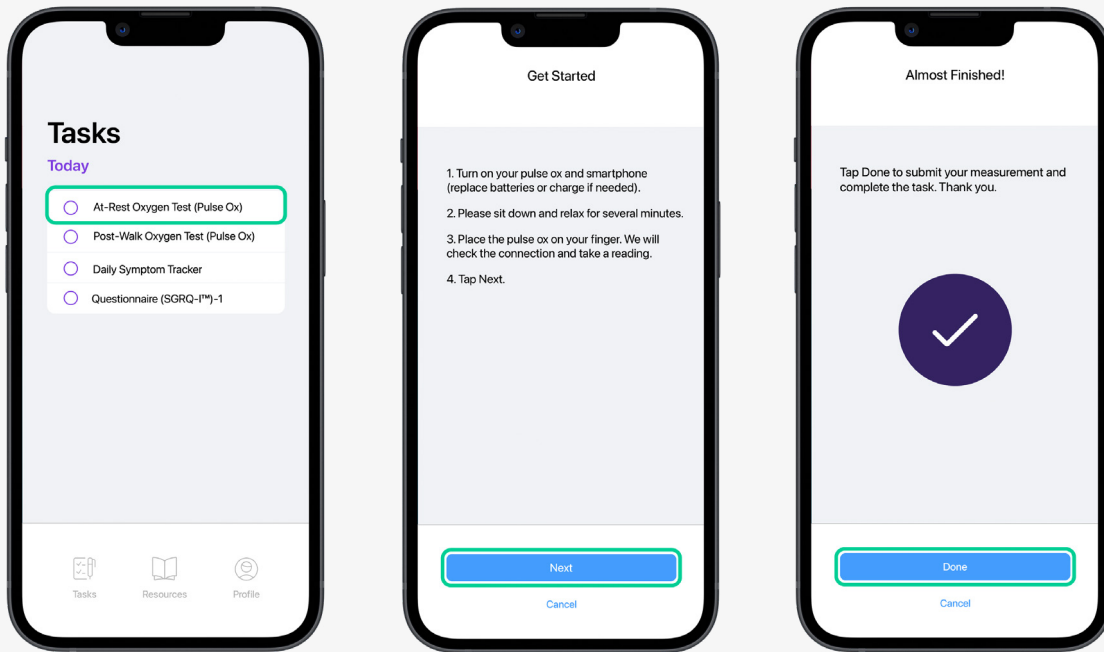 Tasks
Today
At-Rest Oxygen Test (Pulse Ox)
Post-Walk Oxygen Test (Pulse Ox)
Daily Symptom Tracker
Questionnaire (SGRQ-I™)-1
Tasks
Resources
Profile
Get Started
1. Turn on your pulse ox and smartphone
(replace batteries or charge if needed).
2. Please sit down and relax for several minutes.
3. Place the pulse ox on your finger. We will
check the connection and take a reading.
4. Tap Next.
Next
Cancel
Almost Finished!
Tap Done to submit your measurement and
complete the task. Thank you.
Done
Cancel